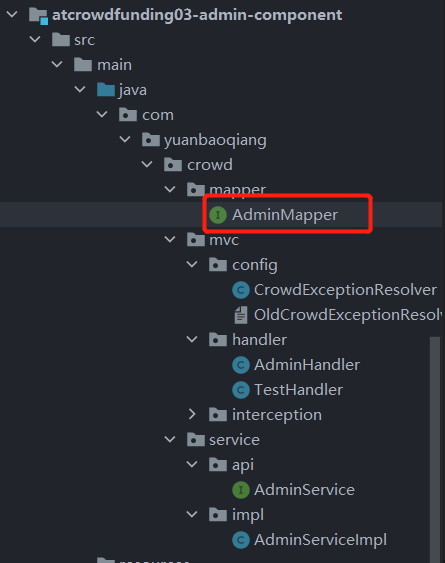 atcrowdfunding03-admin-component
src
main
java
com
yuanbaoqiang
crowd
mapper
I AdminMapper
mvc
config
C CrowdExceptionResolver
OldCrowdExceptionResolv
handler
C AdminHandler
C TestHandler
interception
service
api
I AdminService
impl
C AdminServiceImpl
resources